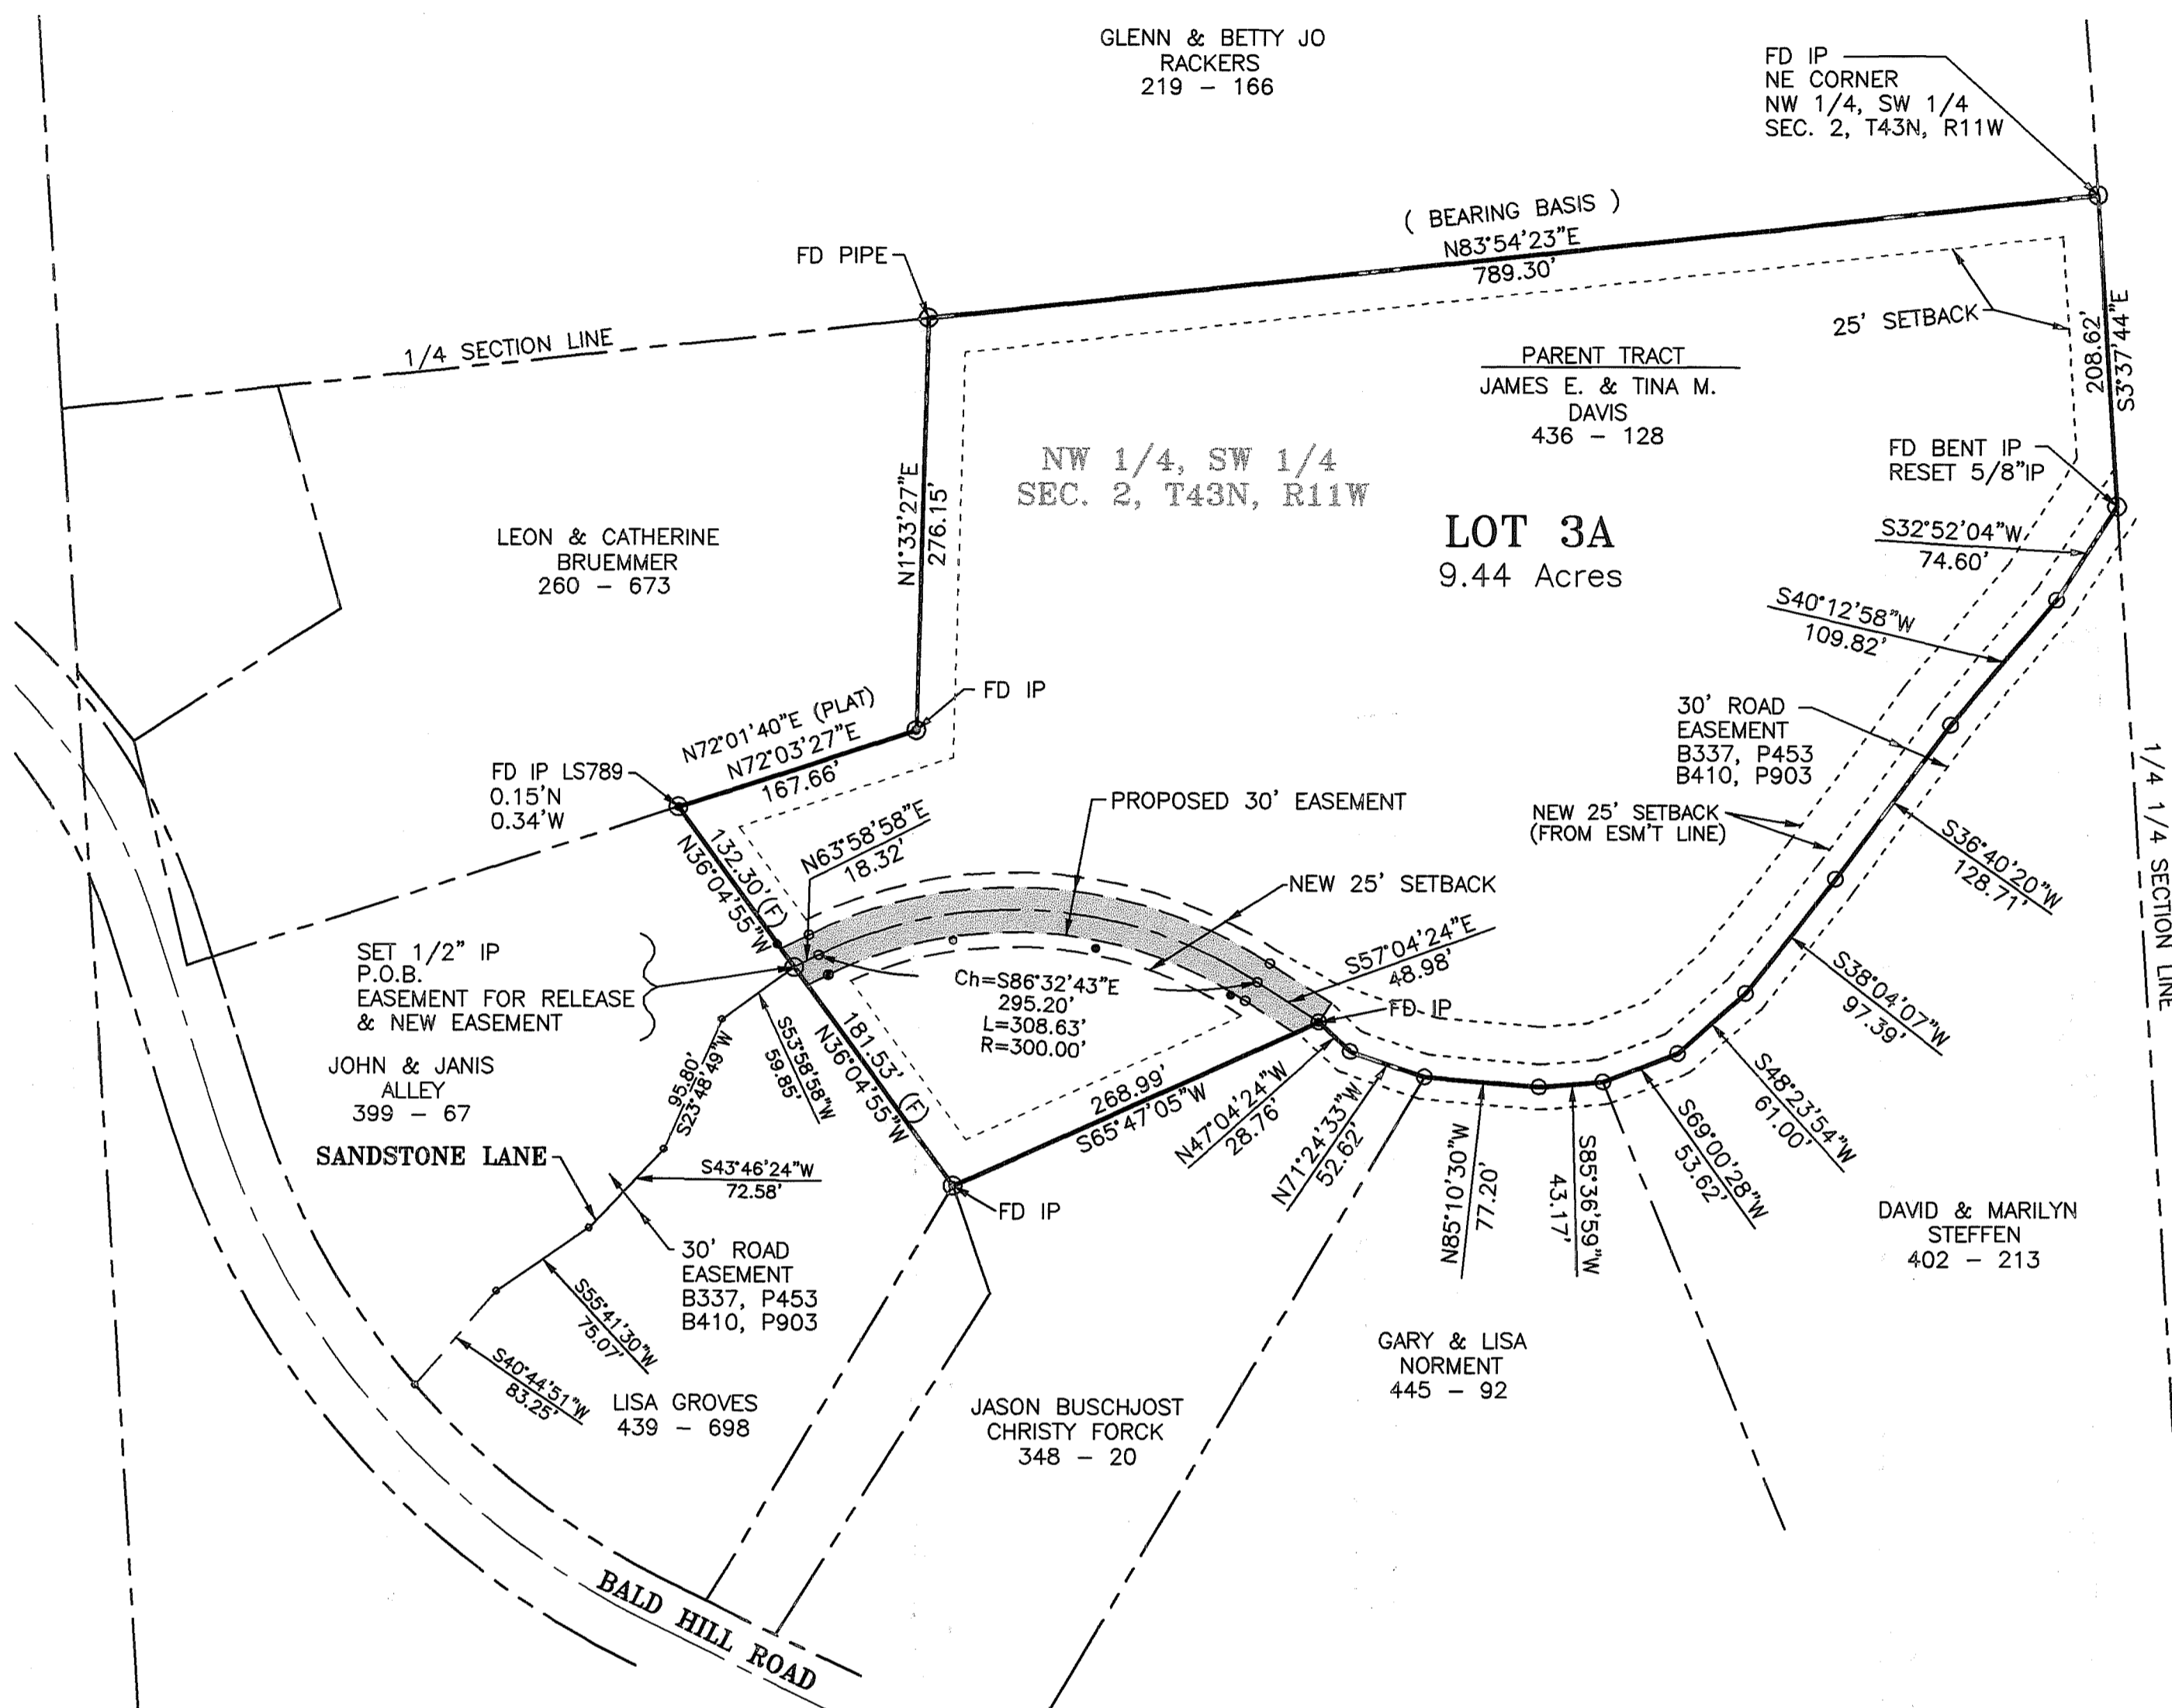 GLENN & BETTY JO
RACKERS
219 - 166
FD IP
NE CORNER
NW 1/4, SW 1/4
SEC. 2, T43N, R11W
( BEARING BASIS )
N83°54'23"E
789.30'
FD PIPE
1/4 SECTION LINE
25' SETBACK
208.62'
S3°37'44"E
PARENT TRACT
JAMES E. & TINA M.
DAVIS
436 - 128
NW 1/4, SW 1/4
SEC. 2, T43N, R11W
FD BENT IP
RESET 5/8"IP
N1°33'27"E
276.15'
LEON & CATHERINE
BRUEMMER
260 - 673
LOT 3A
9.44 Acres
S32°52'04"W
74.60'
S40°12'58"W
109.82'
FD IP
N72°01'40"E (PLAT)
N72°03'27"E
167.66'
30' ROAD
EASEMENT
B337, P453
B410, P903
1/4 1/4 SECTION LINE
FD IP LS789
0.15'N
0.34'W
PROPOSED 30' EASEMENT
NEW 25' SETBACK
(FROM ESM'T LINE)
132.30'(F)
N36°04'55"W
N63°58'58"E
18.32'
NEW 25' SETBACK
S36°40'20"W
128.71'
SET 1/2" IP
P.O.B.
EASEMENT FOR RELEASE
& NEW EASEMENT
Ch=S86°32'43"E
295.20'
L=308.63'
R=300.00'
S57°04'24"E
48.98'
FD IP
S38°04'07"W
97.39'
S53°58'58"W
59.85'
181.53' (F)
N36°04'55"W
JOHN & JANIS
ALLEY
399 - 67
95.80'
S23°48'49"W
268.99'
S65°47'05"W
N47°04'24"W
28.76'
N71°24'33"W
52.62'
N85°10'30"W
77.20'
S85°36'59"W
43.17'
S69°00'28"W
53.62'
S48°23'54"W
61.00'
SANDSTONE LANE
S43°46'24"W
72.58'
FD IP
DAVID & MARILYN
STEFFEN
402 - 213
30' ROAD
EASEMENT
B337, P453
B410, P903
S55°41'30"W
75.07'
S40°44'51"W
83.25'
GARY & LISA
NORMENT
445 - 92
LISA GROVES
439 - 698
JASON BUSCHJOST
CHRISTY FORCK
348 - 20
BALD HILL ROAD